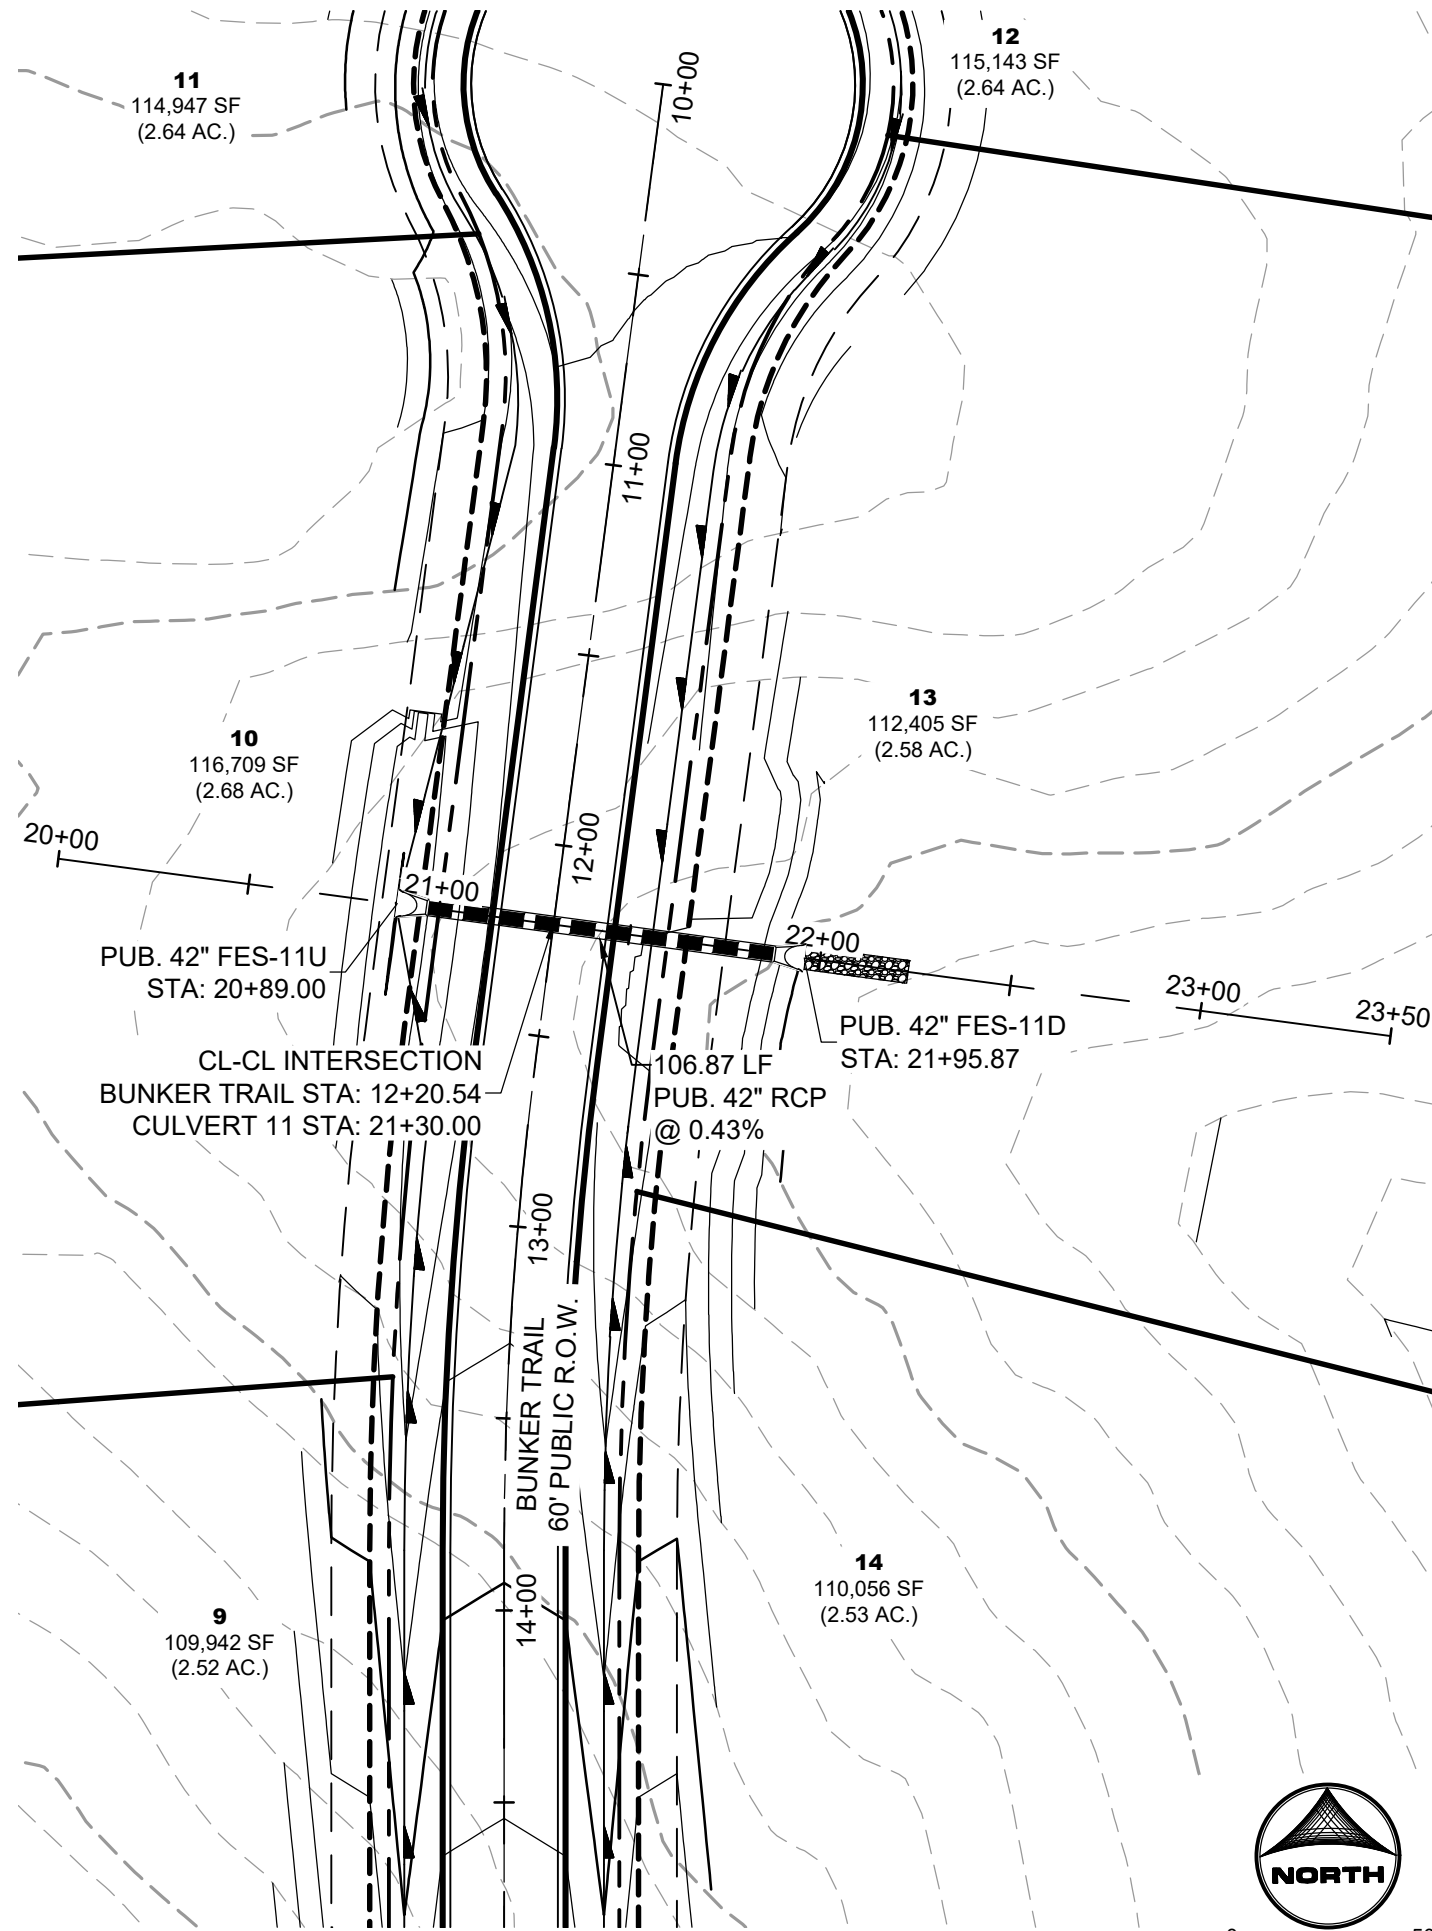 12
115,143 SF
(2.64 AC.)
11
114,947 SF
(2.64 AC.)
10+00
11+00
13
112,405 SF
(2.58 AC.)
10
116,709 SF
(2.68 AC.)
20+00
12+00
21+00
22+00
23+00
23+50
PUB. 42" FES-11U
STA: 20+89.00
PUB. 42" FES-11D
STA: 21+95.87
CL-CL INTERSECTION
BUNKER TRAIL STA: 12+20.54
CULVERT 11 STA: 21+30.00
106.87 LF
PUB. 42" RCP
@ 0.43%
13+00
BUNKER TRAIL
60' PUBLIC R.O.W.
14+00
14
110,056 SF
(2.53 AC.)
9
109,942 SF
(2.52 AC.)
NORTH